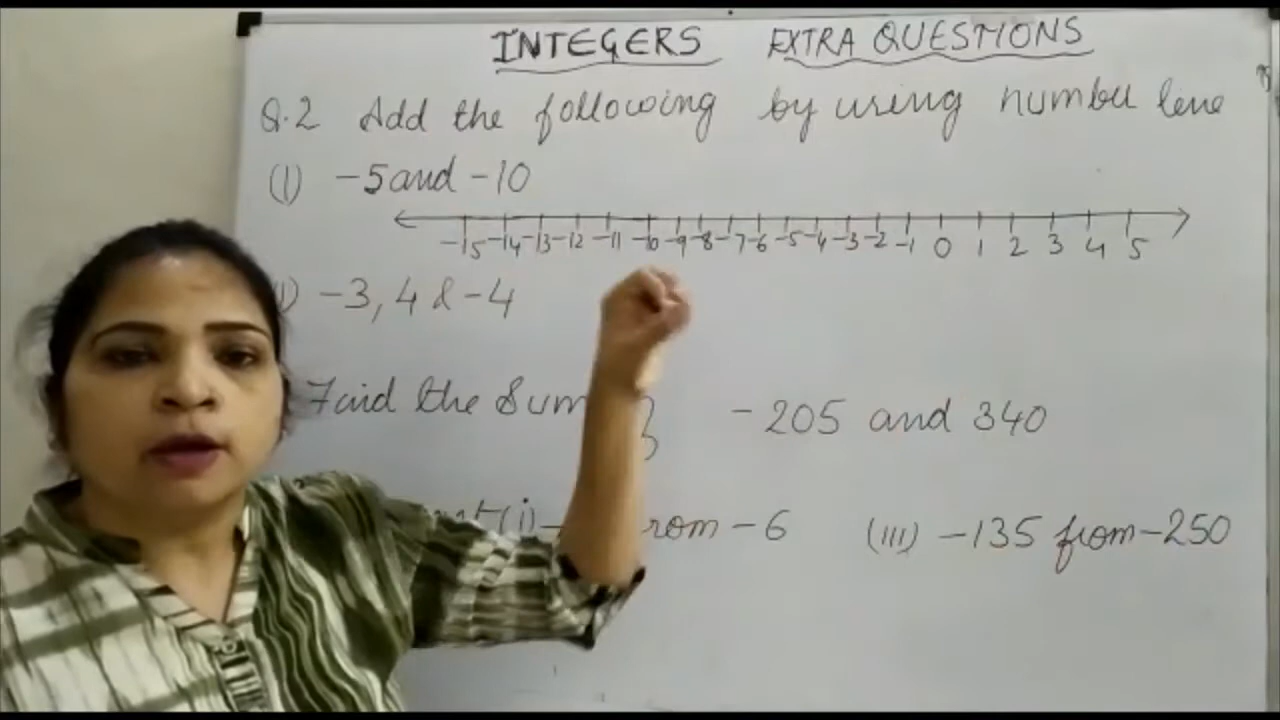 INTEGERS EXTRA QUESTIONS
Q.2 Add the following by using number line
(i) -5 and -10
-15 -14 -13 -12 -11 -10 -9 -8 -7 -6 -5 -4 -3 -2 -1 0 1 2 3 4 5
) -3, 4 & -4
Find the Sum -205 and 340
(i) - rom -6 (III) -135 from -250